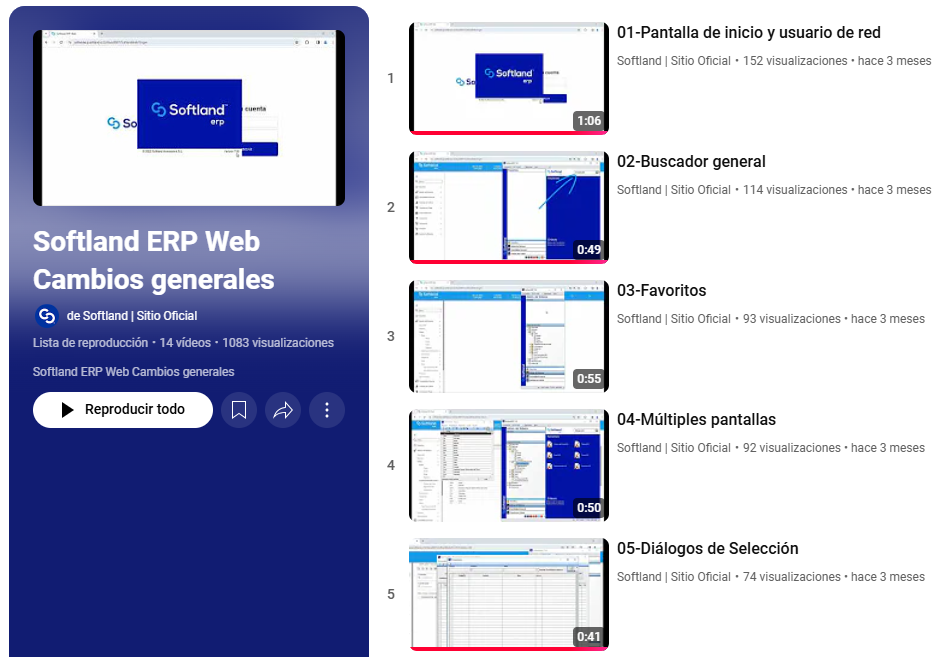 Softland
erp
cuenta
Softland ERP Web
Cambios generales
de Softland | Sitio Oficial
Lista de reproducción • 14 vídeos • 1083 visualizaciones
Softland ERP Web Cambios generales
Reproducir todo
1
Softland
erp
cuenta
1:06
01-Pantalla de inicio y usuario de red
Softland | Sitio Oficial • 152 visualizaciones • hace 3 meses
2
0:49
02-Buscador general
Softland | Sitio Oficial • 114 visualizaciones • hace 3 meses
3
0:55
03-Favoritos
Softland | Sitio Oficial • 93 visualizaciones • hace 3 meses
4
0:50
04-Múltiples pantallas
Softland | Sitio Oficial • 92 visualizaciones • hace 3 meses
5
0:41
05-Diálogos de Selección
Softland | Sitio Oficial • 74 visualizaciones • hace 3 meses